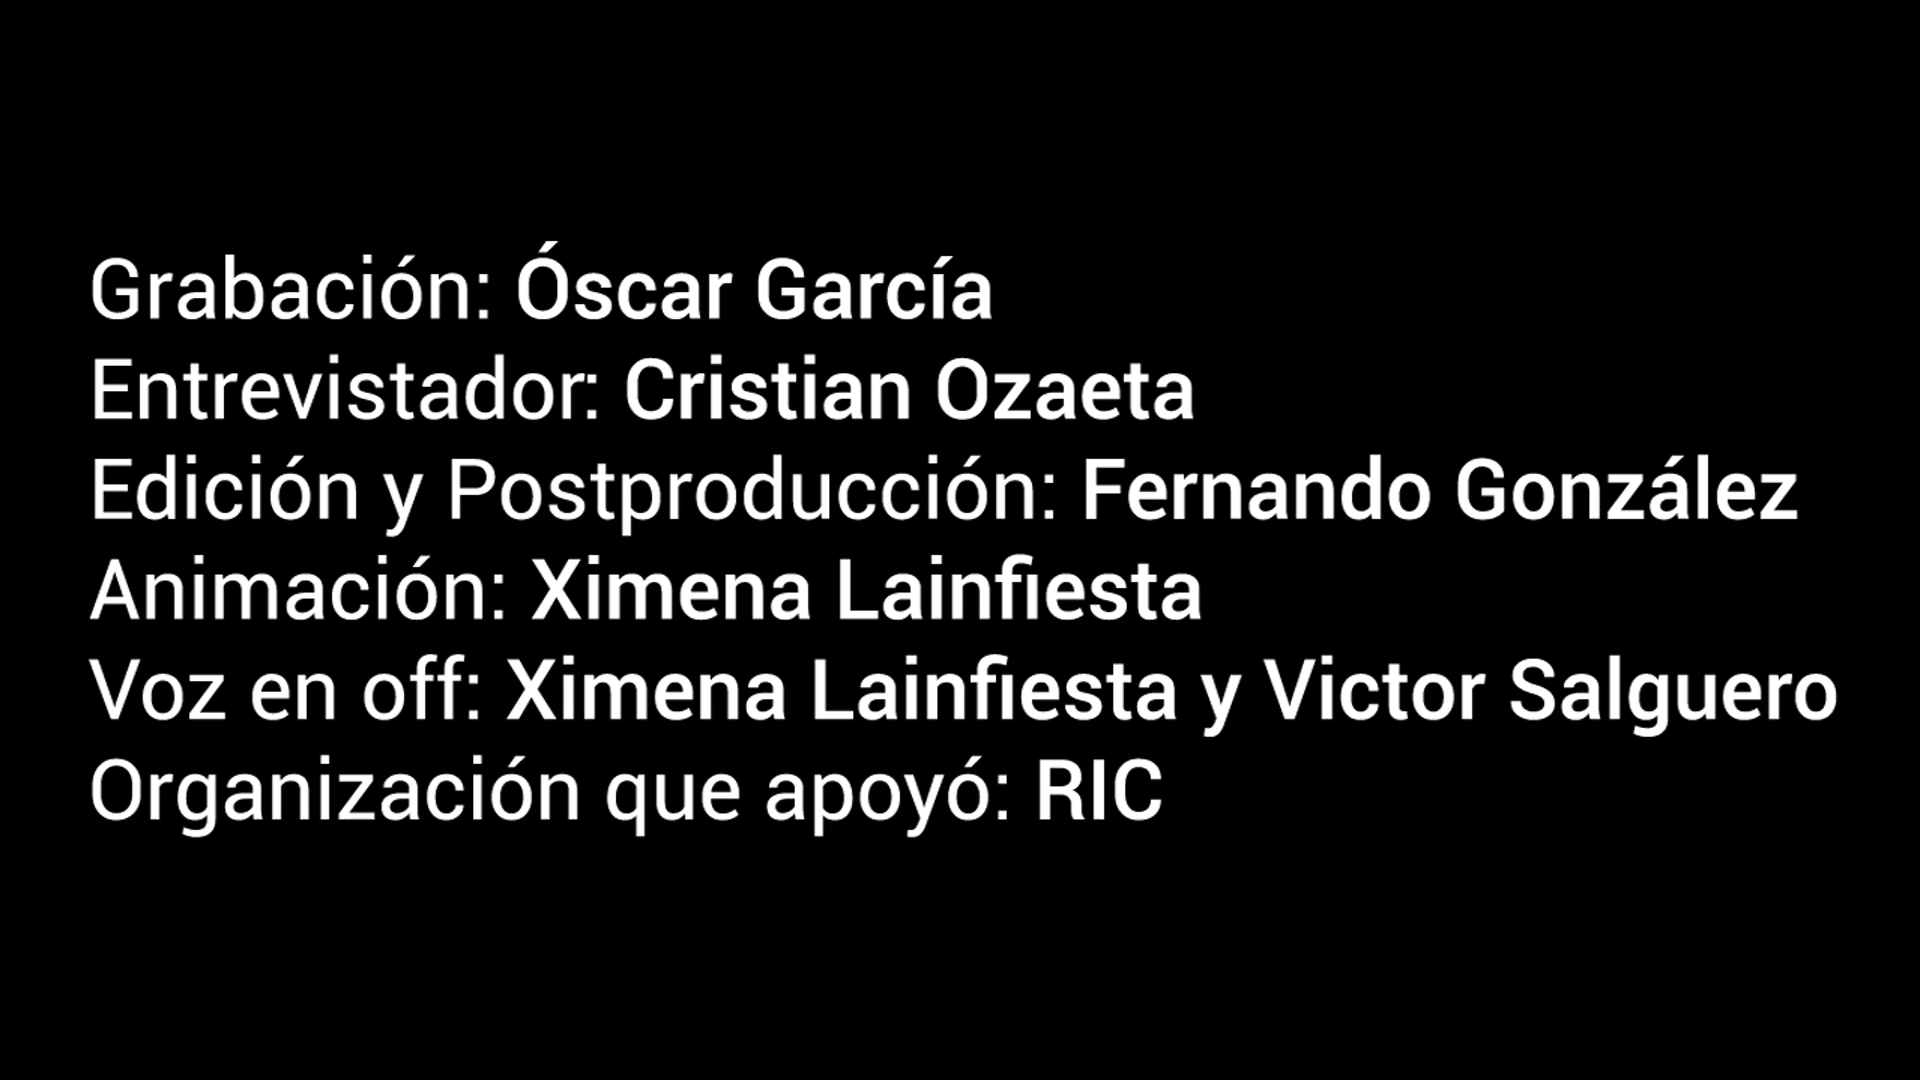 Grabación: Óscar García
Entrevistador: Cristian Ozaeta
Edición y Postproducción: Fernando González
Animación: Ximena Lainfiesta
Voz en off: Ximena Lainfiesta y Victor Salguero
Organización que apoyó: RIC